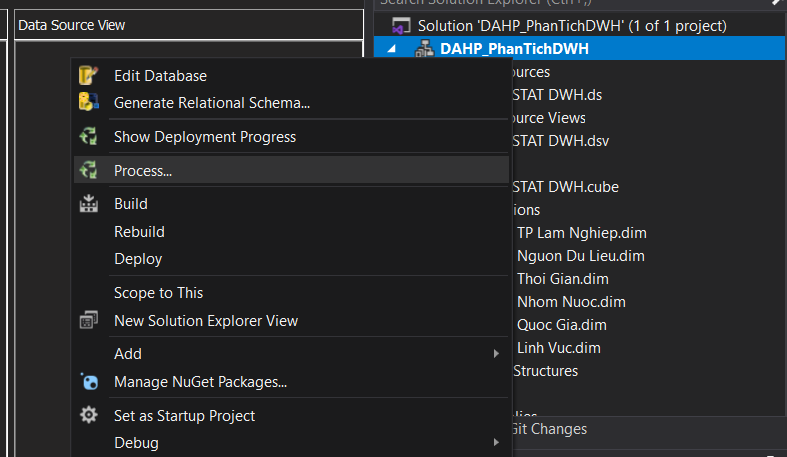 Search Solution Explorer (Ctrl+;)
Data Source View
Solution 'DAHP_PhanTichDWH' (1 of 1 project)
DAHP_PhanTichDWH
Edit Database
Generate Relational Schema...
Show Deployment Progress
Process...
Build
Rebuild
Deploy
Scope to This
New Solution Explorer View
Add
Manage NuGet Packages...
Set as Startup Project
Debug
ources
STAT DWH.ds
ource Views
STAT DWH.dsv
STAT DWH.cube
ions
TP Lam Nghiep.dim
Nguon Du Lieu.dim
Thoi Gian.dim
Nhom Nuoc.dim
Quoc Gia.dim
Linh Vuc.dim
Structures
Git Changes